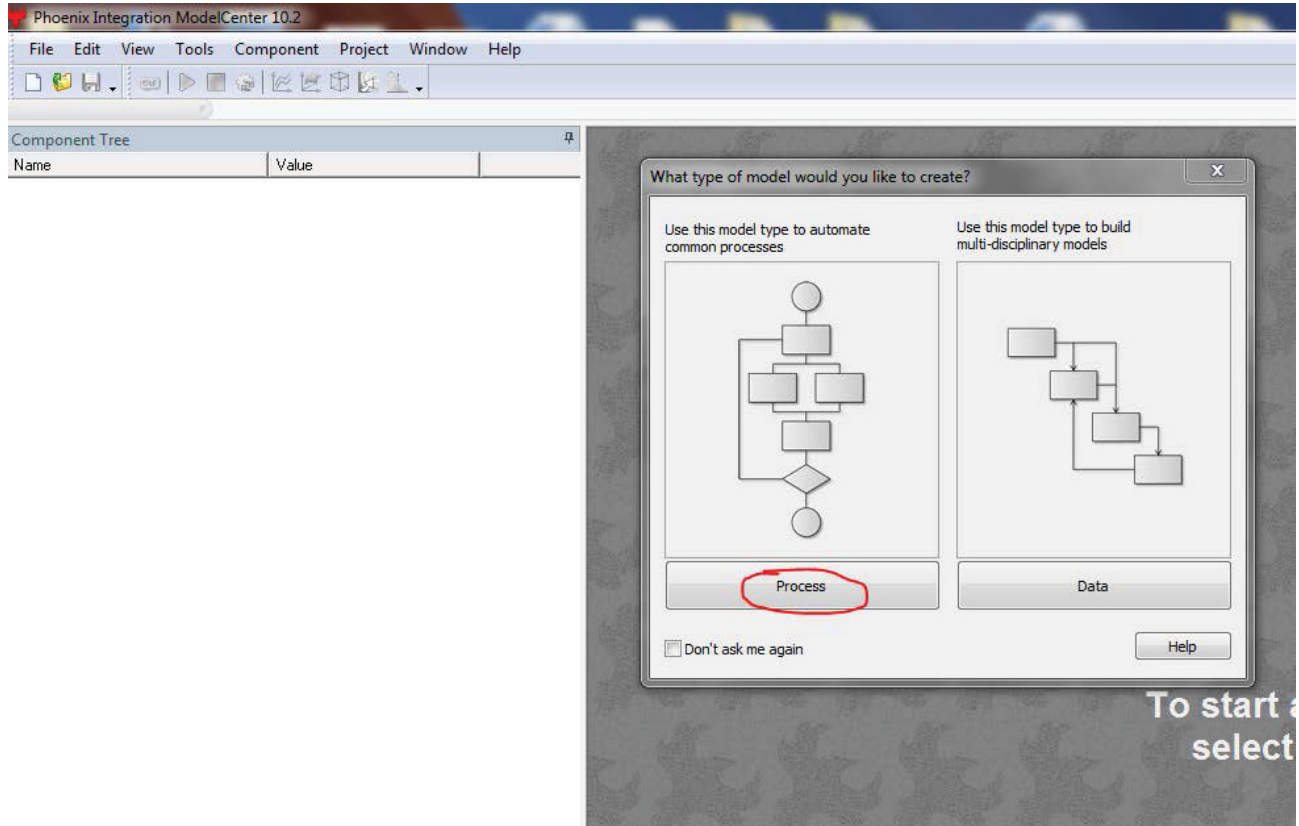 Phoenix Integration ModelCenter 10.2
File Edit View Tools Component Project Window Help
Component Tree
Name Value
What type of model would you like to create?
Use this model type to automate
common processes
Use this model type to build
multi-disciplinary models
Process
Data
Don't ask me again
Help
To start a
select